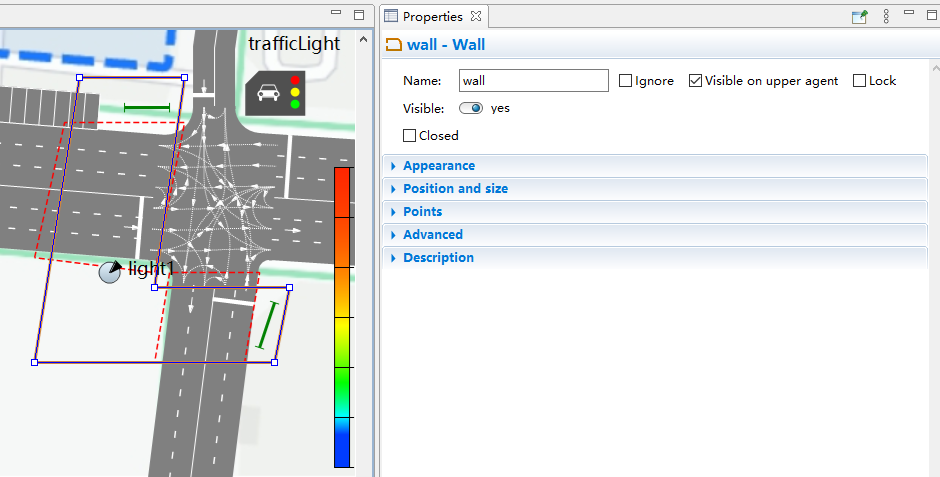 trafficLight
light1
Properties
wall - Wall
Name: wall Ignore Visible on upper agent Lock
Visible: yes
Closed
Appearance
Position and size
Points
Advanced
Description